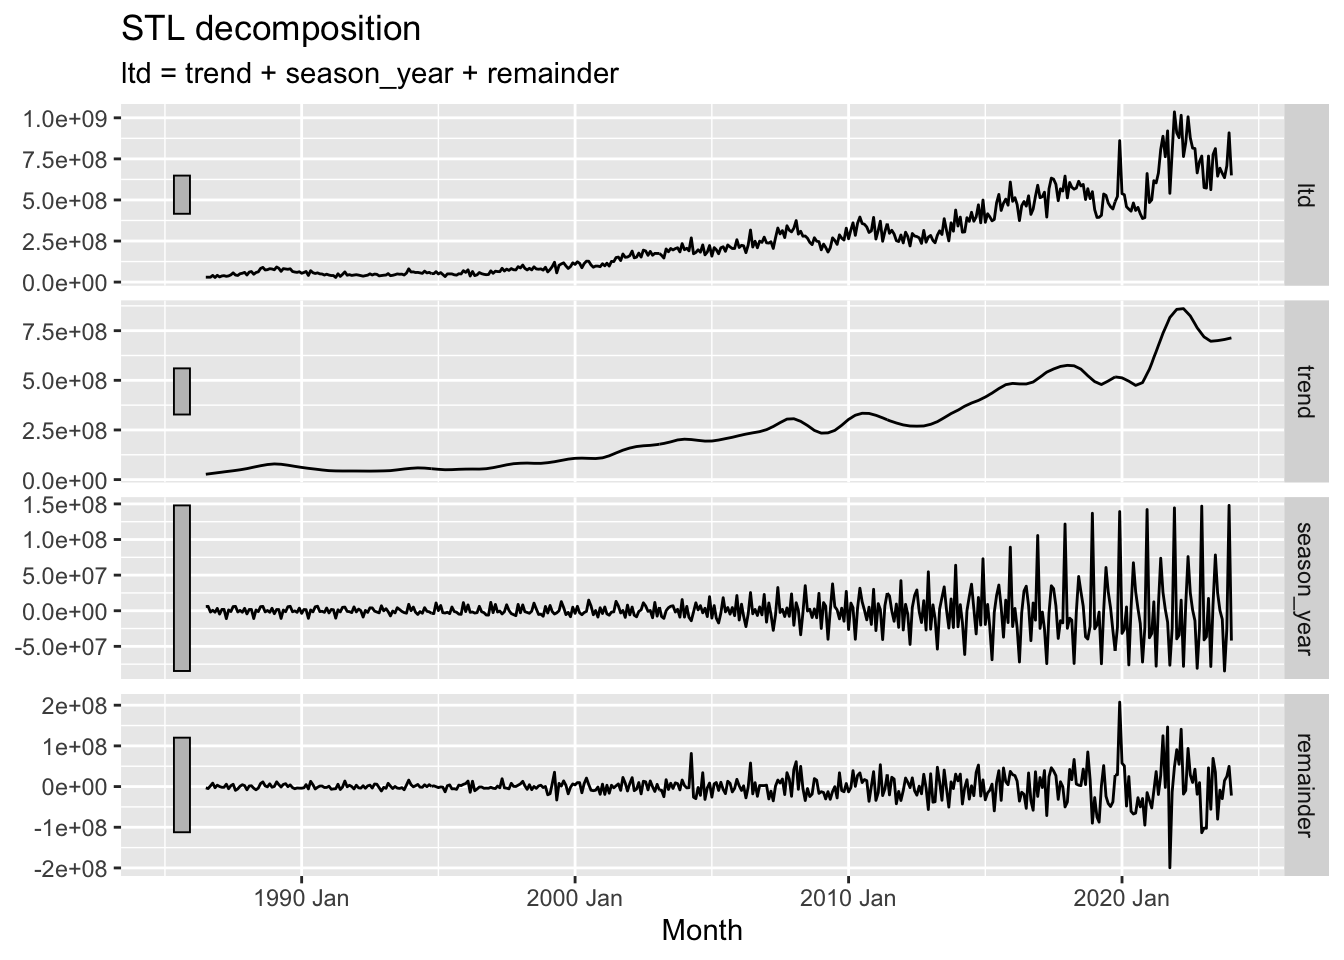 STL decomposition
ltd = trend + season_year + remainder
1.0e+09
7.5e+08
5.0e+08
2.5e+08
0.0e+00
ltd
7.5e+08
5.0e+08
2.5e+08
0.0e+00
trend
1.5e+08
1.0e+08
5.0e+07
0.0e+00
-5.0e+07
season_year
2e+08
1e+08
0e+00
-1e+08
-2e+08
remainder
1990 Jan 2000 Jan 2010 Jan 2020 Jan
Month